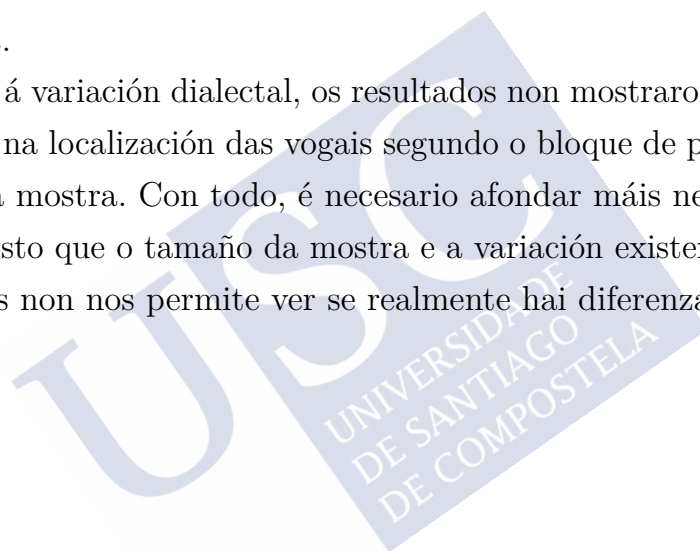 .
á variación dialectal, os resultados non mostraro
na localización das vogais segundo o bloque de p
mostra. Con todo, é necesario afondar máis ne
sto que o tamaño da mostra e a variación existe
s non nos permite ver se realmente hai diferenza
USC
UNIVERSIDADE
DE SANTIAGO
DE COMPOSTELA